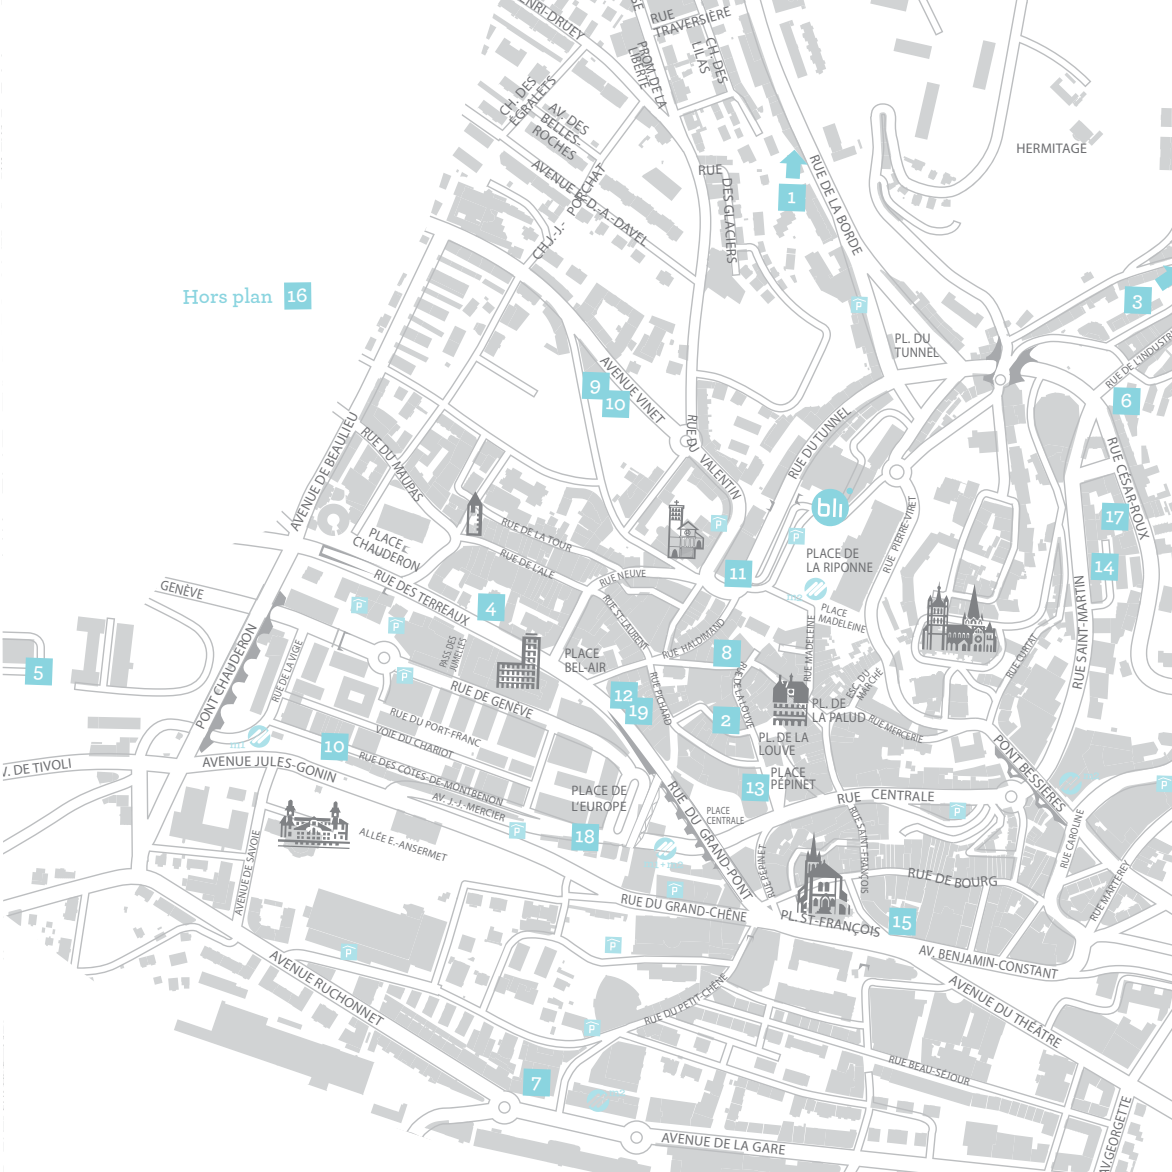 HENRI-DRUEY
RUE
TRAVERSIÈRE
PROM. DE LA
LIBERTÉ
CH. DES
LILAS
CH. DES
ÉGRALETS
AV. DES
BELLES-
ROCHES
AVENUE E.-D.-A.-DAVEL
PORCHAT
CH.J.-J.-
RUE
DES GLACIERS
1
RUE DE LA BORDE
HERMITAGE
Hors plan 16
3
P
PL. DU
TUNNEL
RUE DE L'INDUSTRIE
9
10
AVENUE VINET
6
RUE DU
VALENTIN
RUE DU TUNNEL
RUE CÉSAR-ROUX
AVENUE DE BEAULIEU
RUE DU MAUPAS
bli
17
P
P
PLACE
CHAUDERON
RUE DE LA TOUR
RUE DE L'ALE
RUE PIERRE-VIRET
PLACE DE
LA RIPONNE
14
11
RUE NEUVE
RUE DES TERREAUX
GENÈVE
4
P
P
RUE ST-LAURENT
RUE HALDIMAND
PLACE
MADELEINE
RUE MADELEINE
RUE SAINT-MARTIN
RUE CURTAT
5
PONT CHAUDERON
RUE DE LA VIGIE
PASS DES
JUMELLES
PLACE
BEL-AIR
8
P
RUE DE GENÈVE
12
19
RUE PICHARD
RUE DE LA LOUVE
2
ESC. DU
MARCHÉ
PL. DE
LA PALUD
RUE MERCERIE
RUE DU PORT-FRANC
VOIE DU CHARIOT
10
PL. DE LA
LOUVE
PONT BESSIÈRES
V. DE TIVOLI
AVENUE JULES-GONIN
RUE DES CÔTES-DE-MONTBENON
AV. J.-J.-MERCIER
PLACE DE
L'EUROPE
13
PLACE
PÉPINET
RUE CENTRALE
P
P
PLACE
CENTRALE
RUE DU GRAND-PONT
P
18
ALLÉE E.-ANSERMET
AVENUE DE SAVOIE
RUE PÉPINET
RUE SAINT-FRANÇOIS
RUE CAROLINE
RUE DE BOURG
RUE MARTEREY
P
RUE DU GRAND-CHÊNE
PL. ST-FRANÇOIS
15
P
P
AV. BENJAMIN-CONSTANT
AVENUE RUCHONNET
RUE DU PETIT-CHÊNE
AVENUE DU THÉÂTRE
P
RUE BEAU-SÉJOUR
7
AVENUE DE LA GARE
AV.GEORGETTE